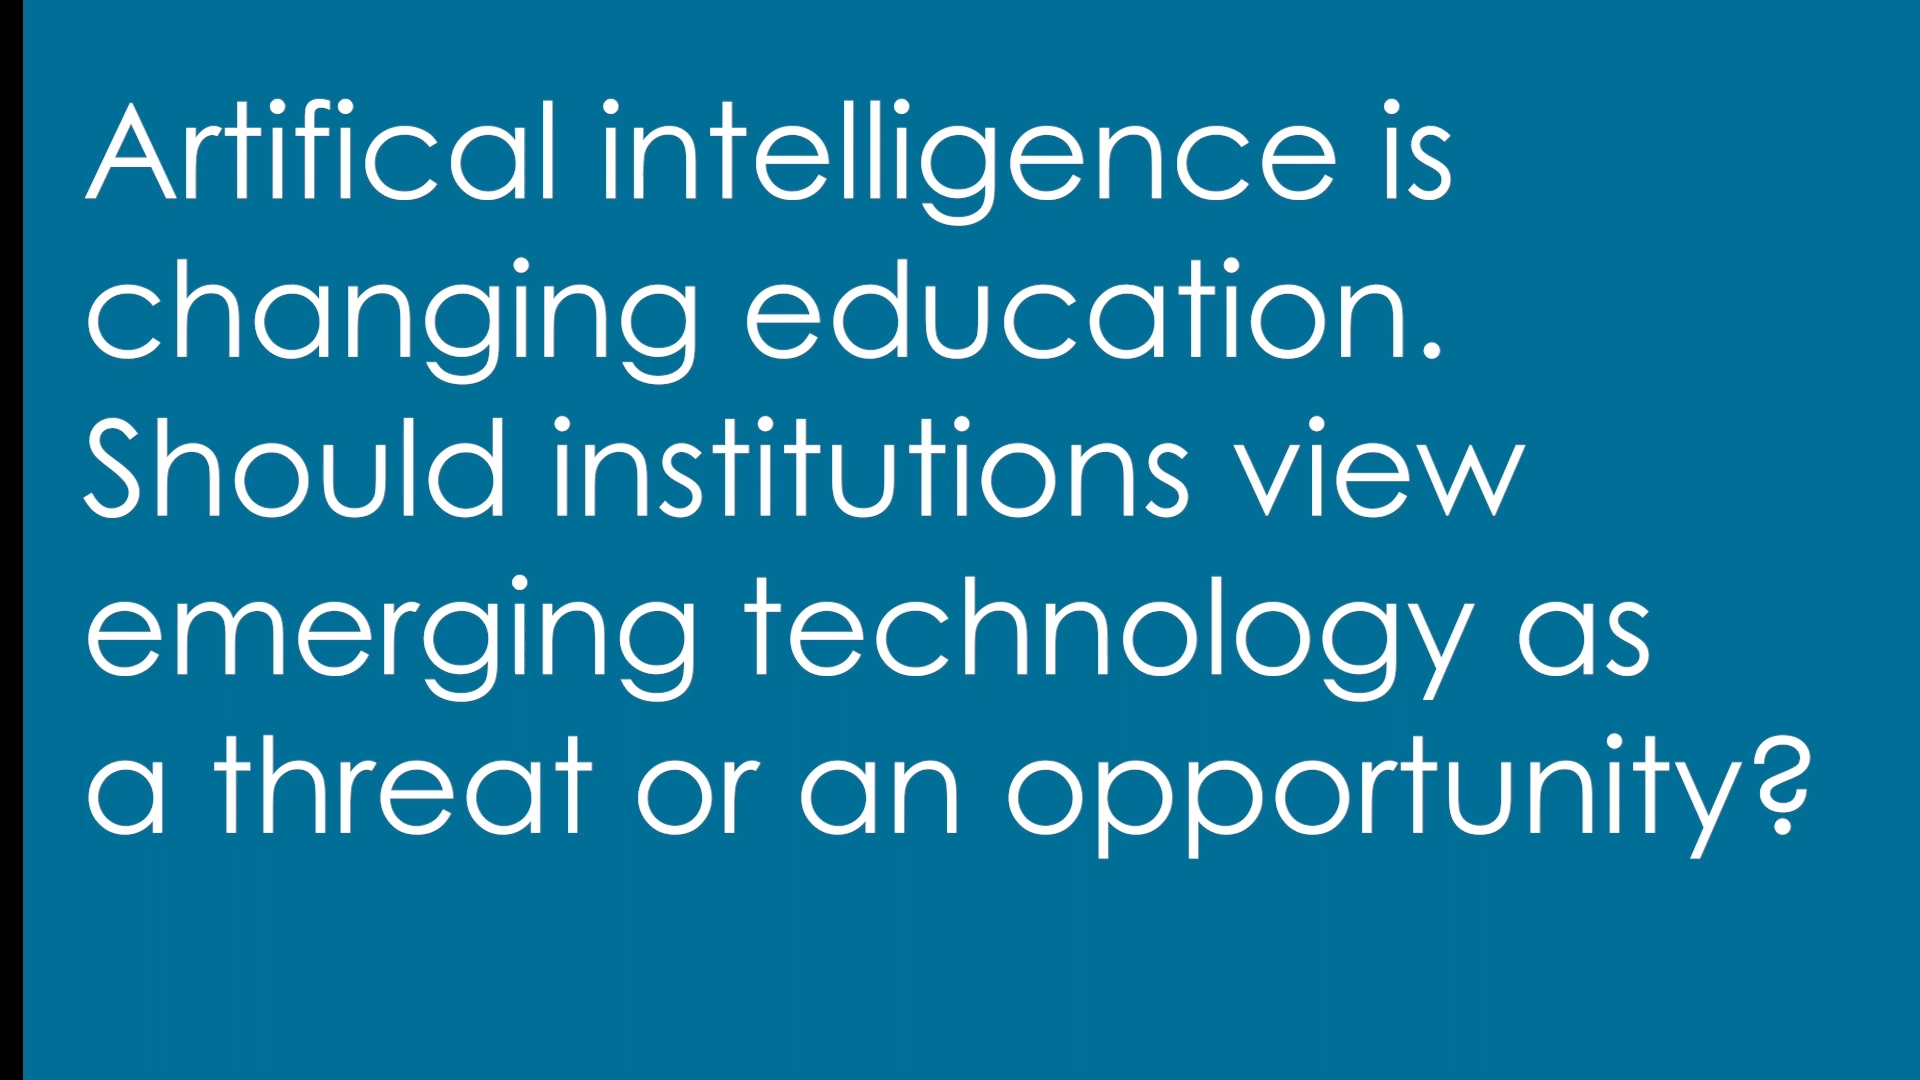 Artifical intelligence is
changing education.
Should institutions view
emerging technology as
a threat or an opportunity?